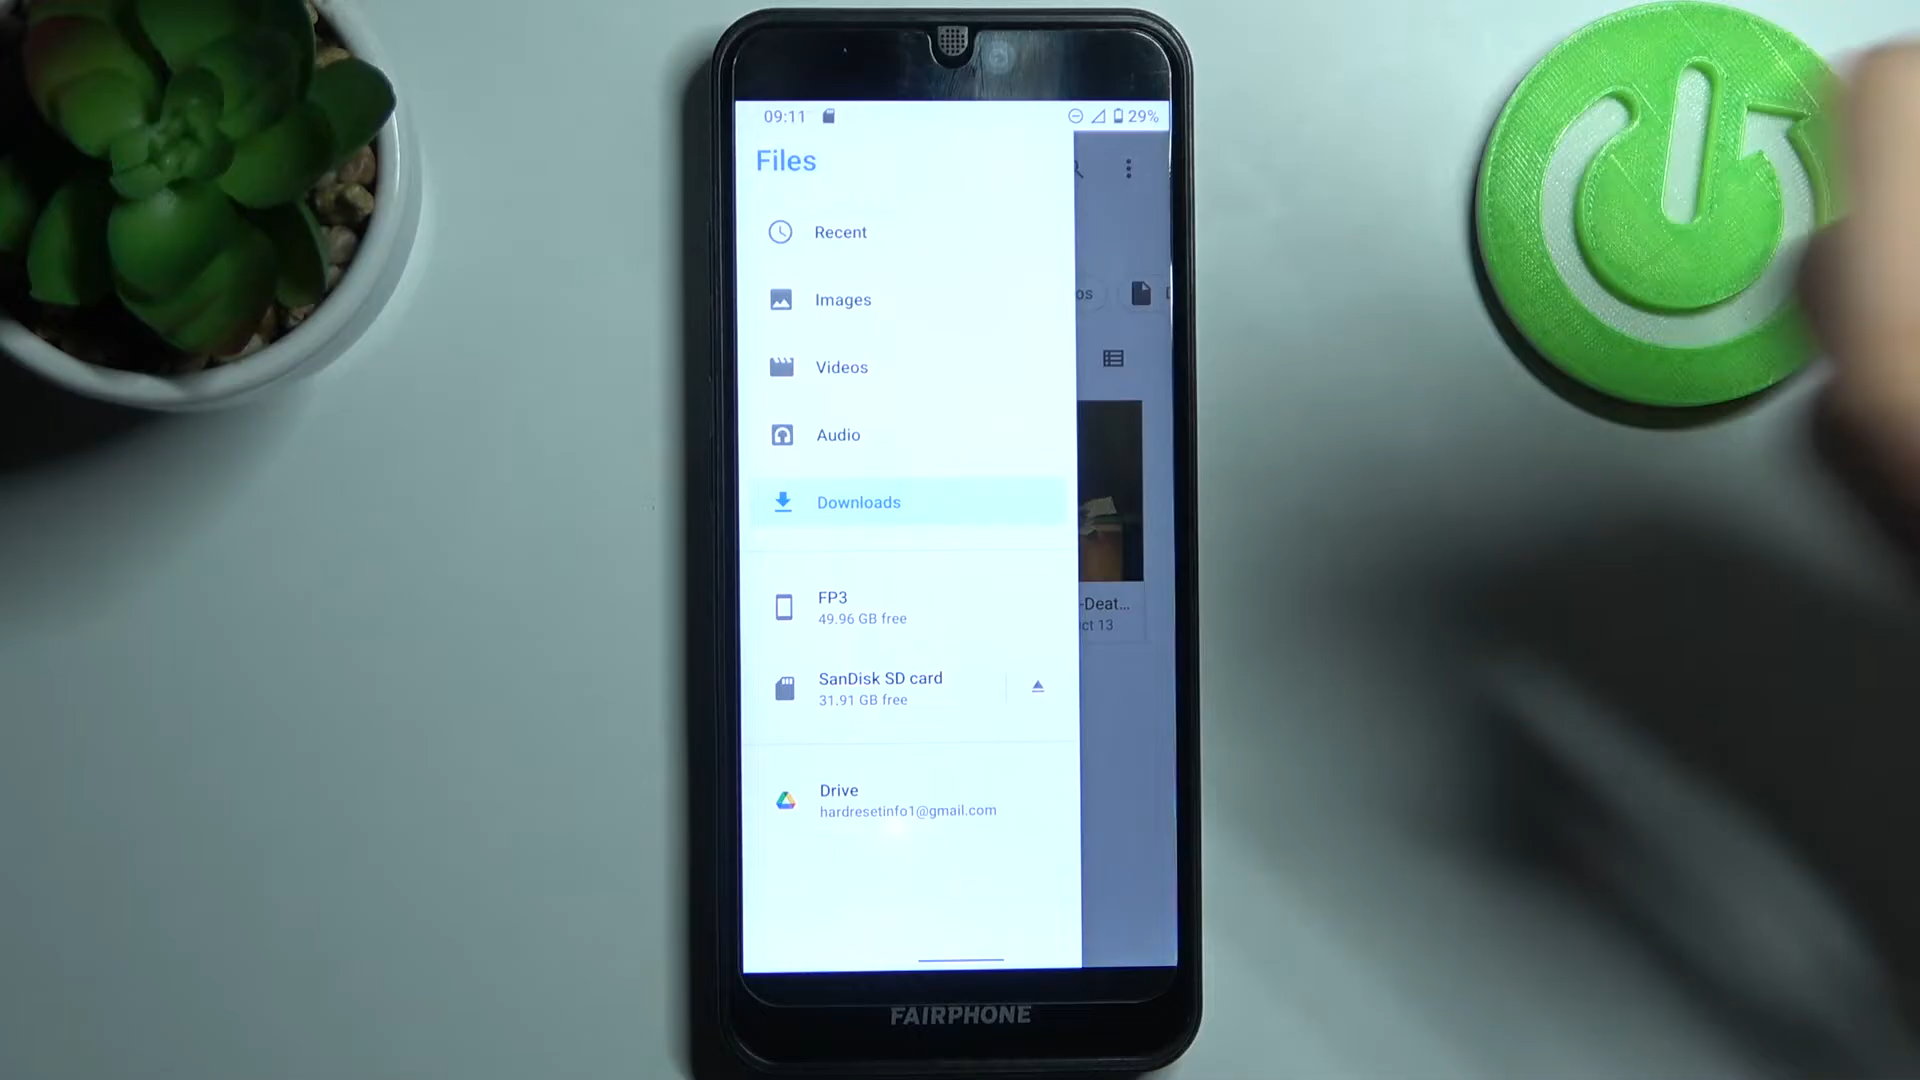 09:11
29%
Files
Recent
Images
Videos
Audio
Downloads
FP3
49.96 GB free
SanDisk SD card
31.91 GB free
Drive
hardresetinfo1@gmail.com
os
D
-Deat...
ct 13
FAIRPHONE